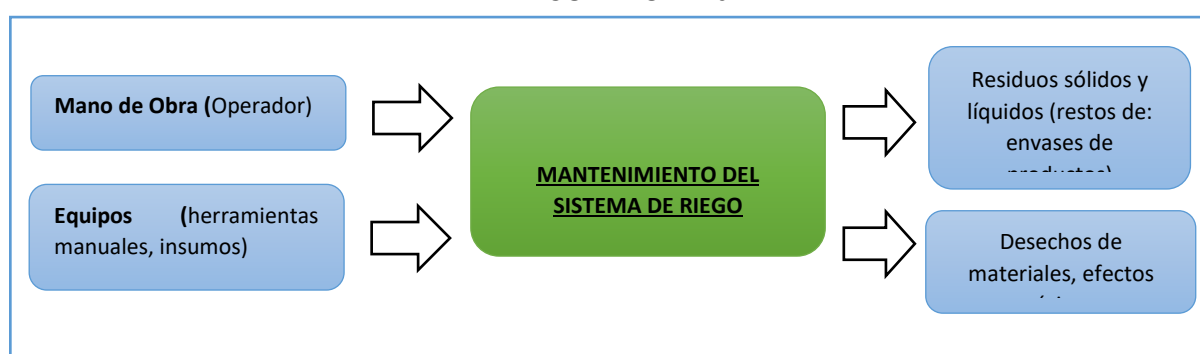 Mano de Obra (Operador)
Equipos (herramientas
manuales, insumos)
MANTENIMIENTO DEL
SISTEMA DE RIEGO
Residuos sólidos y
líquidos (restos de:
envases de
productos)
Desechos de
materiales, efectos